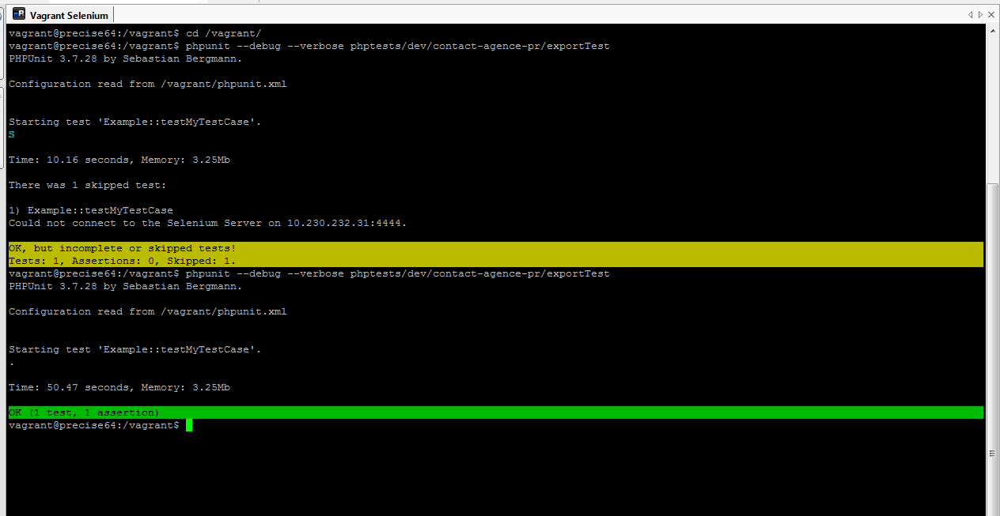 Vagrant Selenium
vagrant@precise64:/vagrant$ cd /vagrant/
vagrant@precise64:/vagrant$ phpunit --debug --verbose phptests/dev/contact-agence-pr/exportTest
PHPUnit 3.7.28 by Sebastian Bergmann.
Configuration read from /vagrant/phpunit.xml
Starting test 'Example::testMyTestCase'.
S
Time: 10.16 seconds, Memory: 3.25Mb
There was 1 skipped test:
1) Example::testMyTestCase
Could not connect to the Selenium Server on 10.230.232.31:4444.
OK, but incomplete or skipped tests!
Tests: 1, Assertions: 0, Skipped: 1.
vagrant@precise64:/vagrant$ phpunit --debug --verbose phptests/dev/contact-agence-pr/exportTest
PHPUnit 3.7.28 by Sebastian Bergmann.
Configuration read from /vagrant/phpunit.xml
Starting test 'Example::testMyTestCase'.
.
Time: 50.47 seconds, Memory: 3.25Mb
OK (1 test, 1 assertion)
vagrant@precise64:/vagrant$